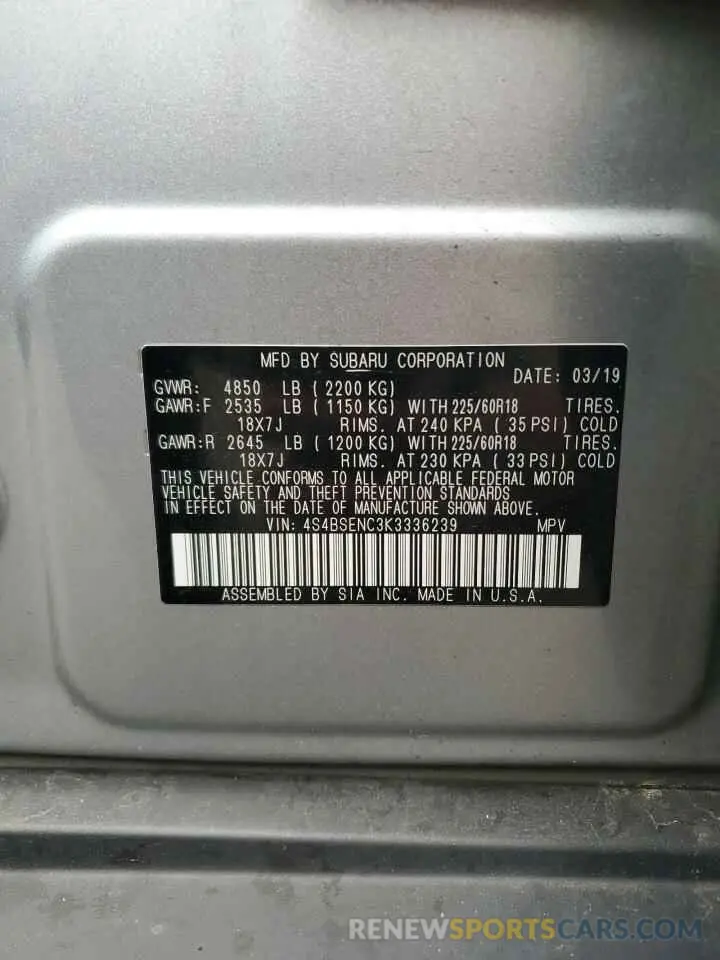 MFD BY SUBARU CORPORATION
DATE: 03/19
GVWR: 4850 LB ( 2200 KG)
GAWR:F 2535 LB ( 1150 KG) WITH 225/60R18 TIRES.
18X7J RIMS. AT 240 KPA ( 35 PSI) COLD
GAWR:R 2645 LB ( 1200 KG) WITH 225/60R18 TIRES.
18X7J RIMS. AT 230 KPA ( 33 PSI) COLD
THIS VEHICLE CONFORMS TO ALL APPLICABLE FEDERAL MOTOR
VEHICLE SAFETY AND THEFT PREVENTION STANDARDS
IN EFFECT ON THE DATE OF MANUFACTURE SHOWN ABOVE.
VIN: 4S4BSENC3K3336239 MPV
ASSEMBLED BY SIA INC. MADE IN U.S.A.
RENEWSPORTSCARS.COM